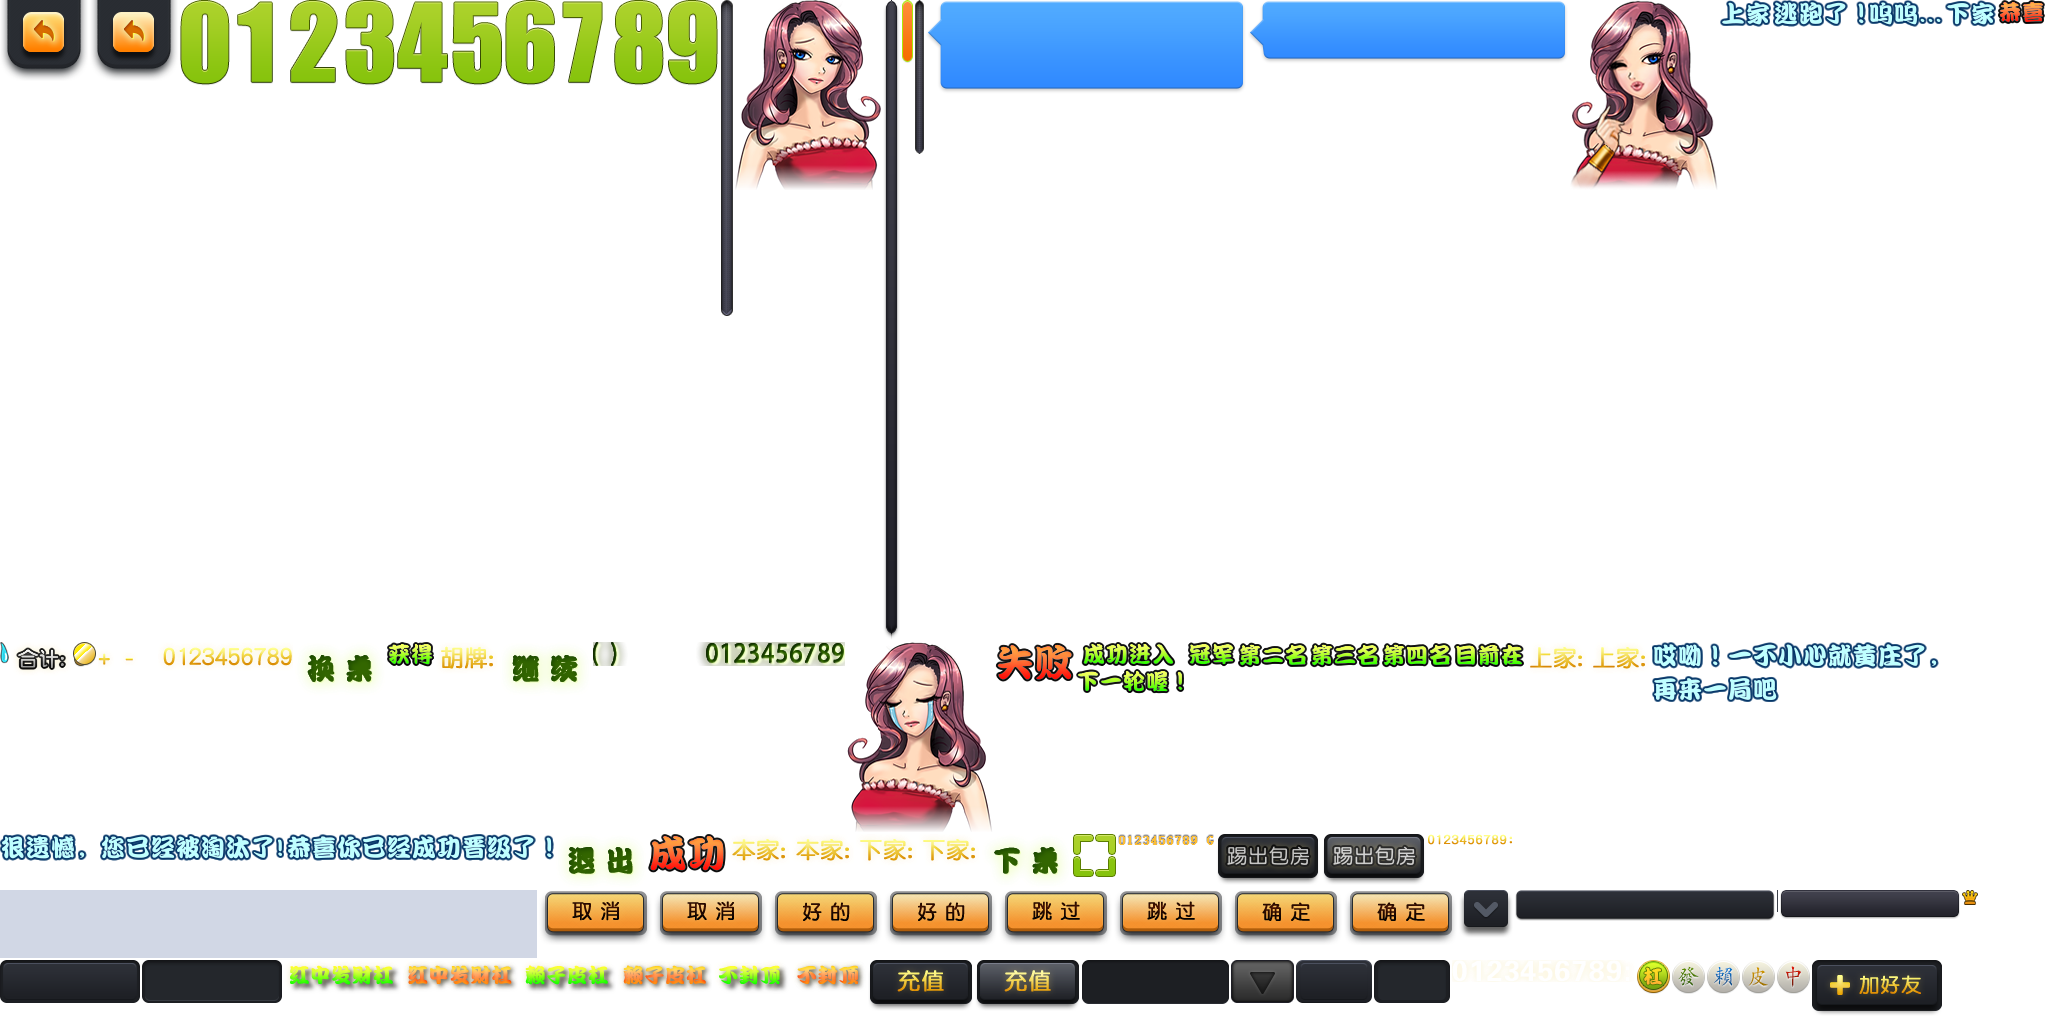 0123456789
上家逃跑了!呜呜...下家恭喜
合计: + - 0123456789
换桌
获得
胡牌:
继续
( )
0123456789
失败
成功进入
下一轮喔!
冠军第二名第三名第四名目前在
上家: 上家:
哎呦!一不小心就黄庄了,
再来一局吧
很遗憾,您已经被淘汰了!恭喜你已经成功晋级了!
退出
成功
本家: 本家: 下家: 下家:
下桌
0123456789
踢出包房
踢出包房
0123456789:
取消
取消
好的
好的
跳过
跳过
确定
确定
红中发财杠 红中发财杠 赖子皮杠 赖子皮杠 不封顶 不封顶
充值
充值
0123456789
杠 發 賴 皮 中
加好友